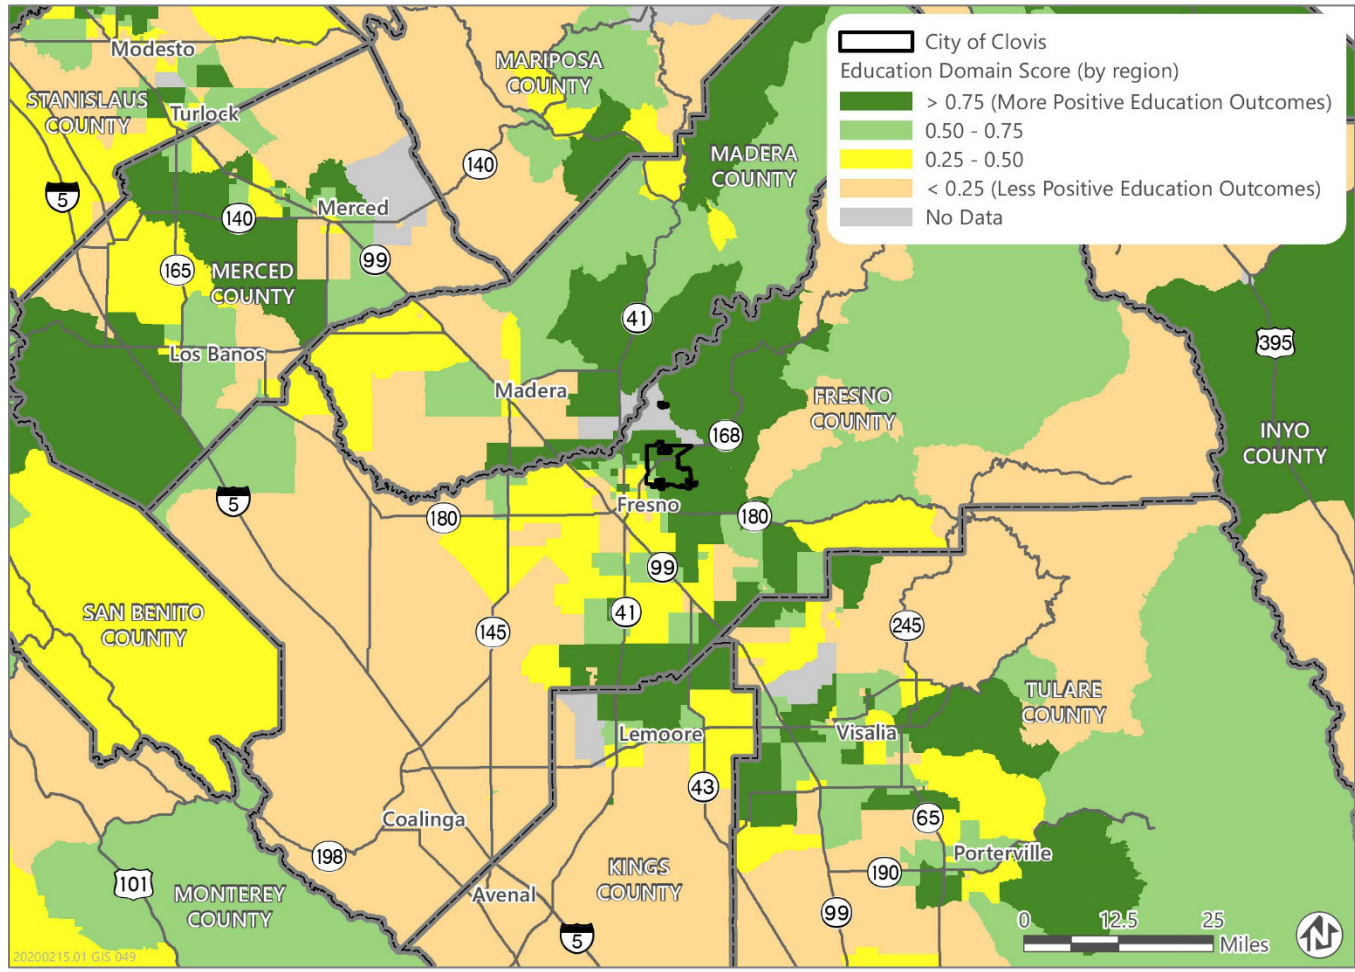 City of Clovis
Education Domain Score (by region)
> 0.75 (More Positive Education Outcomes)
0.50 - 0.75
0.25 - 0.50
< 0.25 (Less Positive Education Outcomes)
No Data
Modesto
MARIPOSA
COUNTY
STANISLAUS
COUNTY
Turlock
MADERA
COUNTY
140
5
Merced
140
99
165
MERCED
COUNTY
41
395
Los Banos
Madera
FRESNO
COUNTY
168
INYO
COUNTY
5
180
Fresno
180
99
SAN BENITO
COUNTY
145
41
245
TULARE
COUNTY
Lemoore
Visalia
43
Coalinga
65
198
Porterville
101
MONTEREY
COUNTY
Avenal
KINGS
COUNTY
190
99
5
0 12.5 25
Miles
N
20200215.01 GIS 049